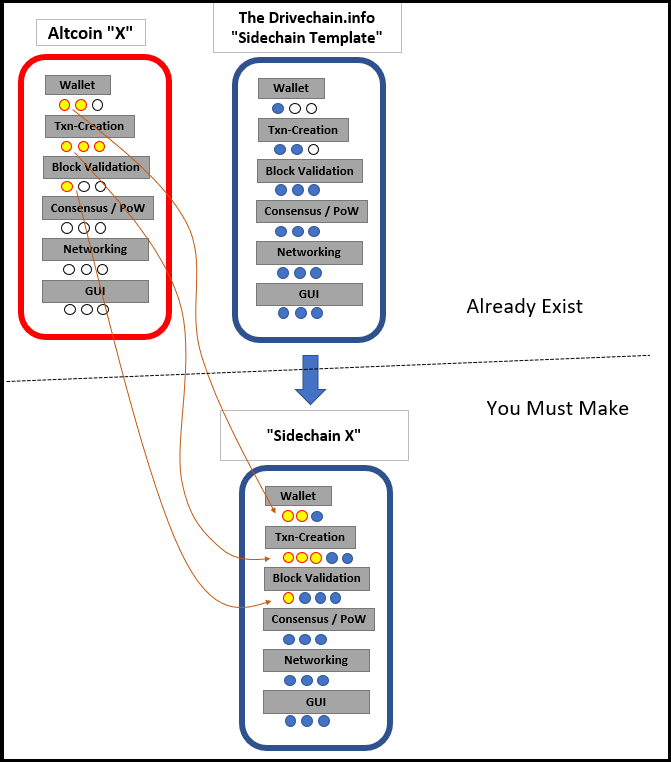 Altcoin "X"
Wallet
Txn-Creation
Block Validation
Consensus / PoW
Networking
GUI
The Drivechain.info
"Sidechain Template"
Wallet
Txn-Creation
Block Validation
Consensus / PoW
Networking
GUI
Already Exist
You Must Make
"Sidechain X"
Wallet
Txn-Creation
Block Validation
Consensus / PoW
Networking
GUI